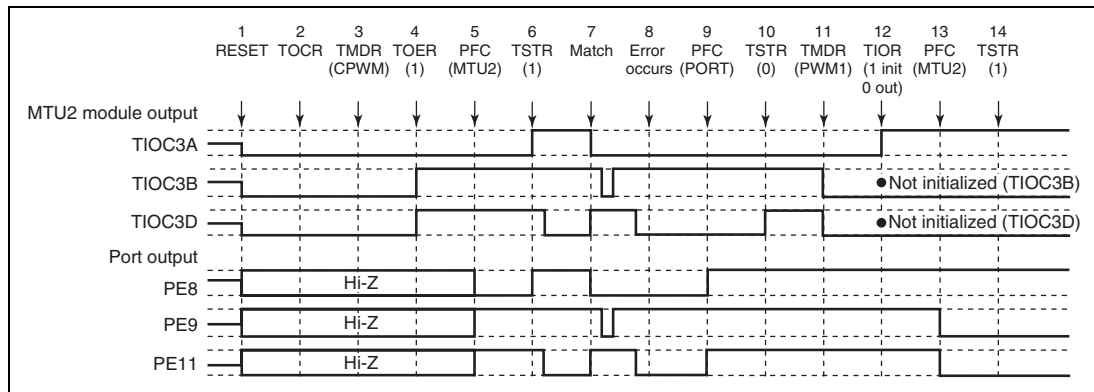 1 2 3 4 5 6 7 8 9 10 11 12 13 14
RESET TOCR TMDR TOER PFC TSTR Match Error PFC TSTR TMDR TIOR PFC TSTR
(CPWM) (1) (MTU2) (1) occurs (PORT) (0) (PWM1) (1 init (MTU2) (1)
0 out)
MTU2 module output
TIOC3A
TIOC3B
●Not initialized (TIOC3B)
TIOC3D
●Not initialized (TIOC3D)
Port output
PE8
Hi-Z
PE9
Hi-Z
PE11
Hi-Z